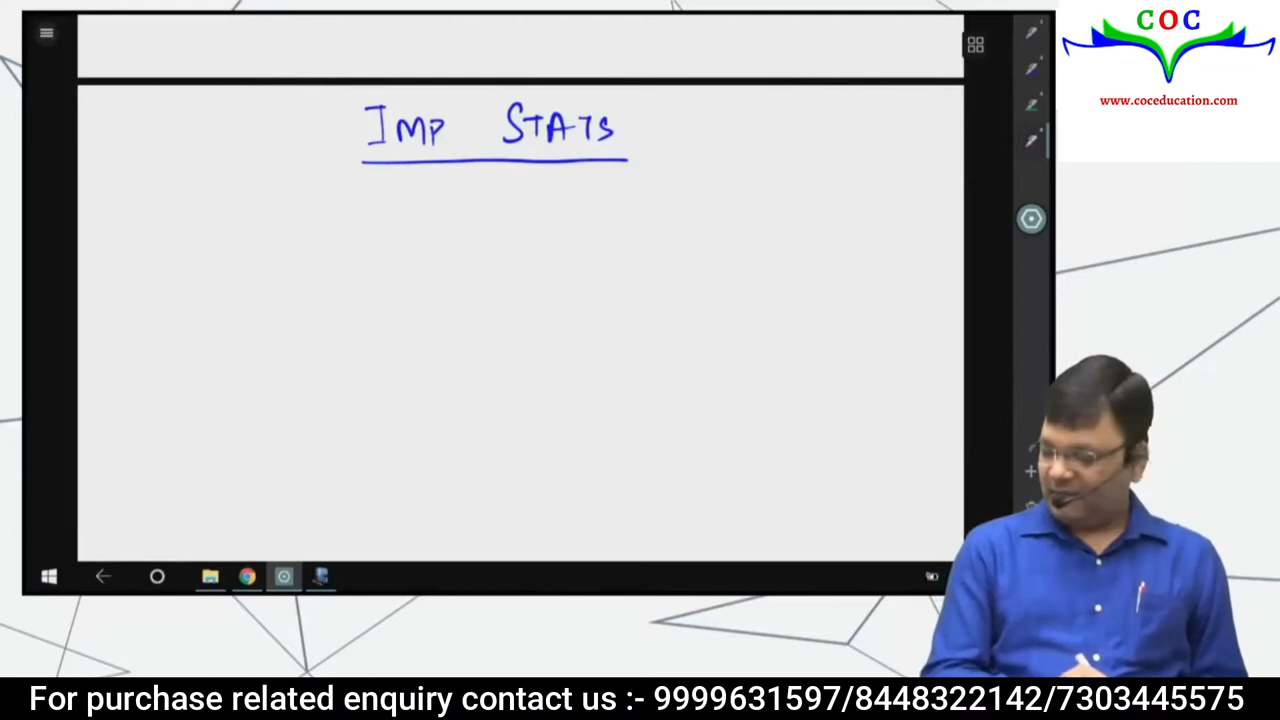 COC
www.coceducation.com
IMP STATS
For purchase related enquiry contact us :- 9999631597/8448322142/7303445575